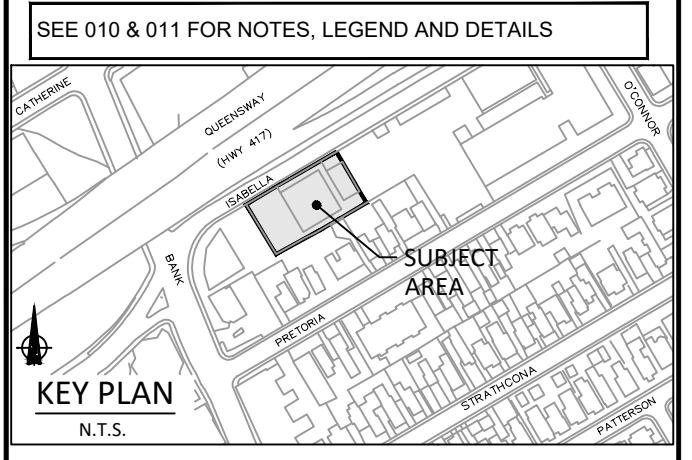 SEE 010 & 011 FOR NOTES, LEGEND AND DETAILS
CATHERINE
QUEENSWAY
(HWY 417)
O'CONNOR
ISABELLA
BANK
SUBJECT
AREA
PRETORIA
STRATHCONA
PATTERSON
KEY PLAN
N.T.S.